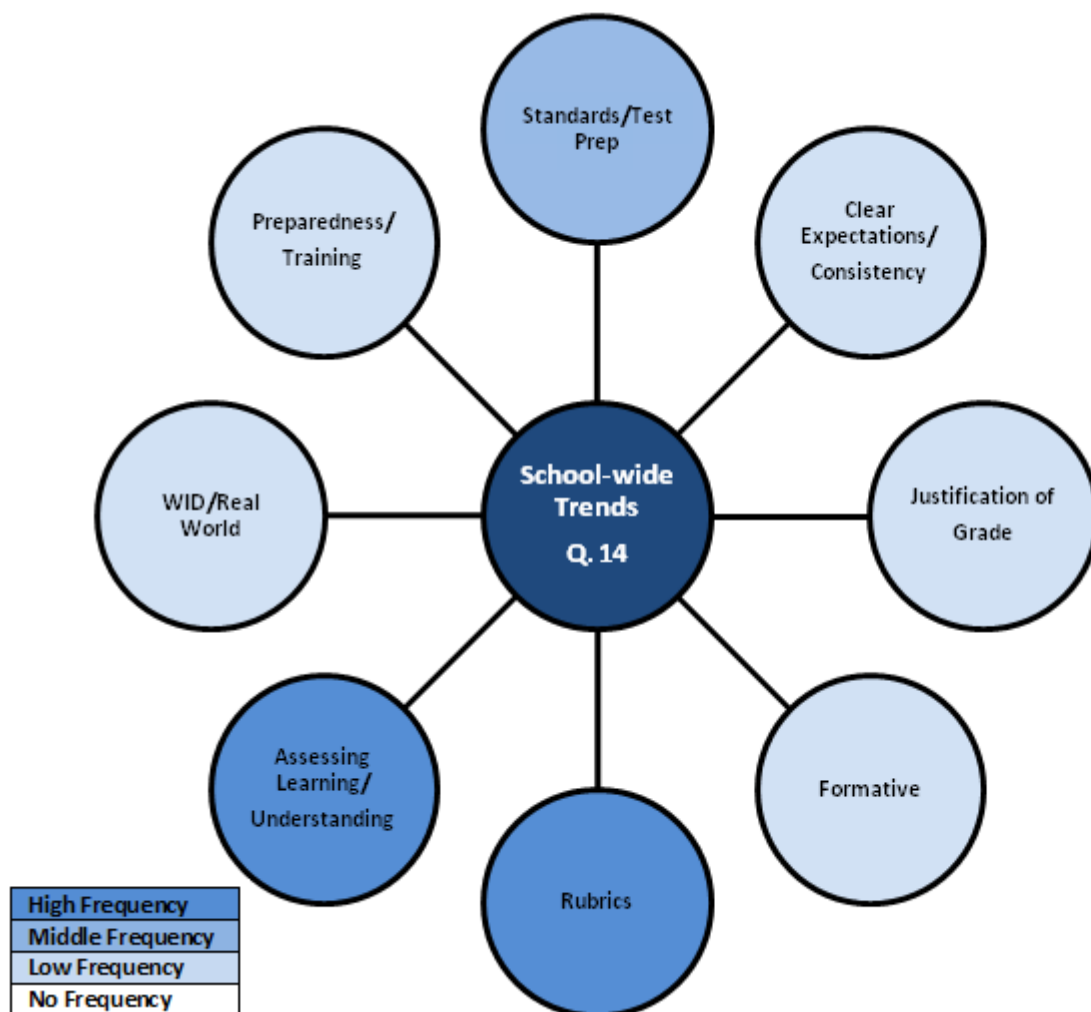 Standards/Test
Prep
Preparedness/
Training
Clear
Expectations/
Consistency
School-wide
Trends
Q. 14
WID/Real
World
Justification of
Grade
Assessing
Learning/
Understanding
Formative
Rubrics
High Frequency
Middle Frequency
Low Frequency
No Frequency